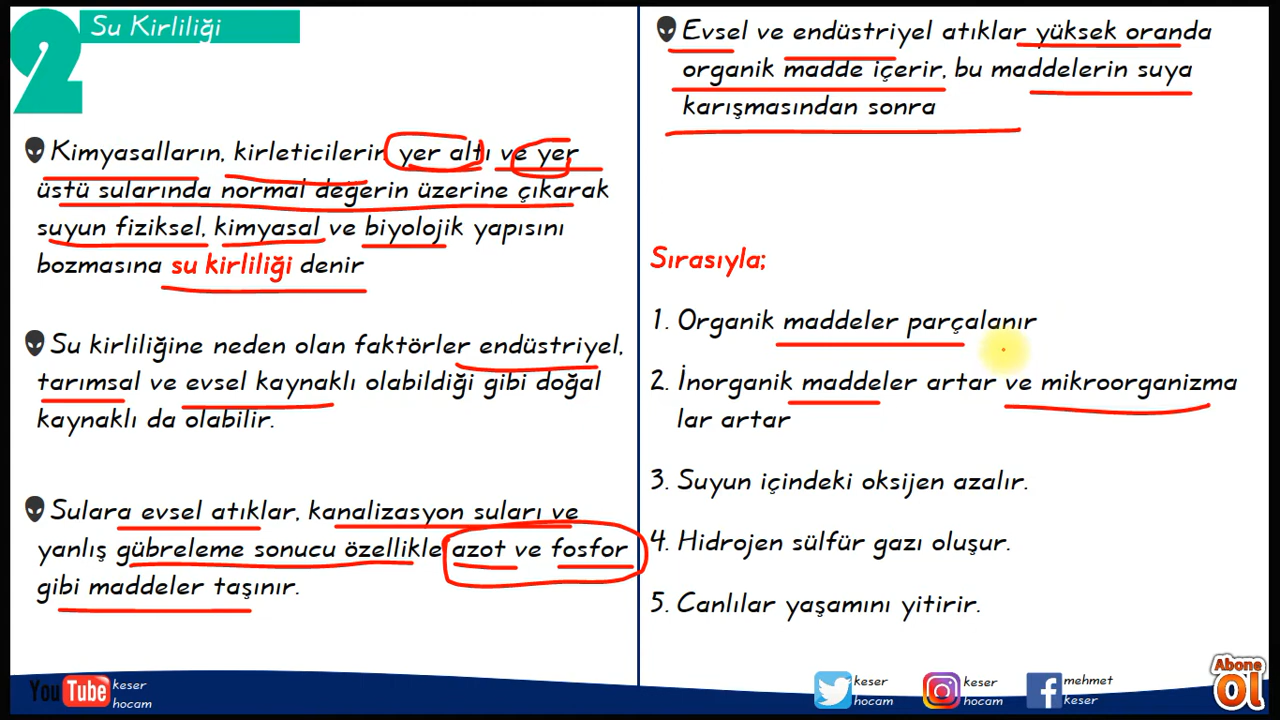 2
Su Kirliliği
Kimyasalların, kirleticilerin yer altı ve yer
üstü sularında normal değerin üzerine çıkarak
suyun fiziksel, kimyasal ve biyolojik yapısını
bozmasına su kirliliği denir
Su kirliliğine neden olan faktörler endüstriyel,
tarımsal ve evsel kaynaklı olabildiği gibi doğal
kaynaklı da olabilir.
Sulara evsel atıklar, kanalizasyon suları ve
yanlış gübreleme sonucu özellikle azot ve fosfor
gibi maddeler taşınır.
Evsel ve endüstriyel atıklar yüksek oranda
organik madde içerir, bu maddelerin suya
karışmasından sonra
Sırasıyla;
1. Organik maddeler parçalanır
2. İnorganik maddeler artar ve mikroorganizma
lar artar
3. Suyun içindeki oksijen azalır.
4. Hidrojen sülfür gazı oluşur.
5. Canlılar yaşamını yitirir.
YouTube keser
hocam
keser
hocam
keser
hocam
mehmet
keser
Abone
OL